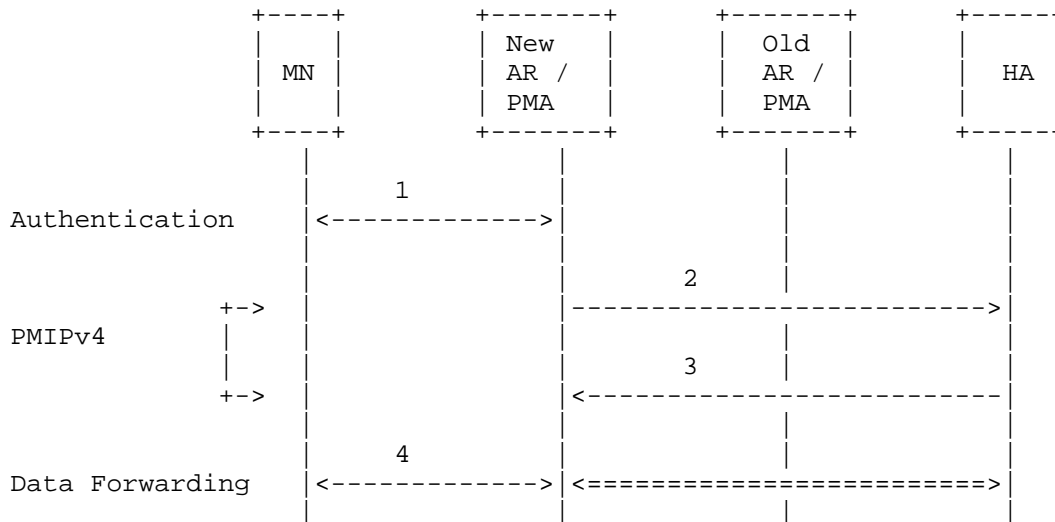 +----+          +-------+      +-------+      +------
|    |          | New   |      |  Old  |      |
| MN |          | AR /  |      |  AR / |      |  HA
|    |          | PMA   |      |  PMA  |      |
+----+          +-------+      +-------+      +------
|               |             |             |
1
Authentication    |<------------->|             |             |
|               |             |             |
2
+->  |               |-------------------------->|
PMIPv4       |    |               |             |             |
|    |               |      3      |             |
+->  |               |<--------------------------|
|               |             |             |
4
Data Forwarding   |<------------->|<=========================>|
|               |             |             |